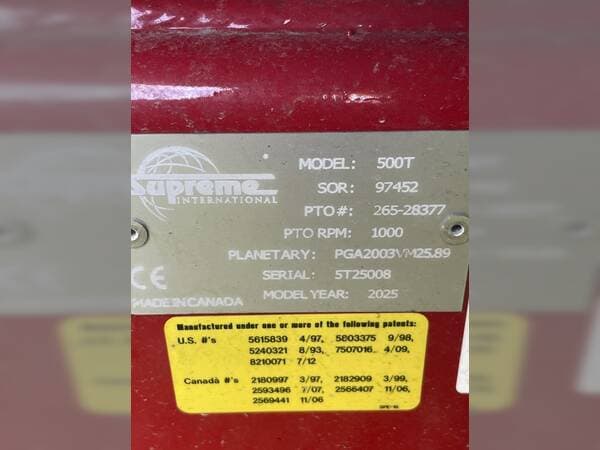 Supreme
INTERNATIONAL
MODEL: 500T
SOR: 97452
PTO #: 265-28377
PTO RPM: 1000
PLANETARY: PGA2003VM25.89
SERIAL: 5T25008
MODEL YEAR: 2025
CE
MADE IN CANADA
Manufactured under one or more of the following patents:
U.S. #'s 5615839 4/97, 5803375 9/98,
5240321 8/93, 7507016 4/09,
8210071 7/12
Canada #'s 2180997 3/97, 2182909 3/99,
2593496 7/07, 2566407 11/06,
2569441 11/06